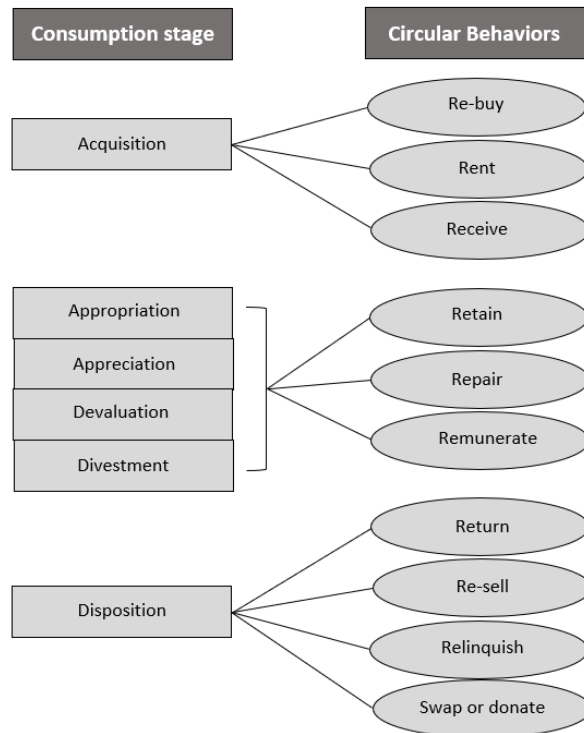 Consumption stage
Circular Behaviors
Acquisition
Re-buy
Rent
Receive
Appropriation
Appreciation
Devaluation
Divestment
Retain
Repair
Remunerate
Disposition
Return
Re-sell
Relinquish
Swap or donate